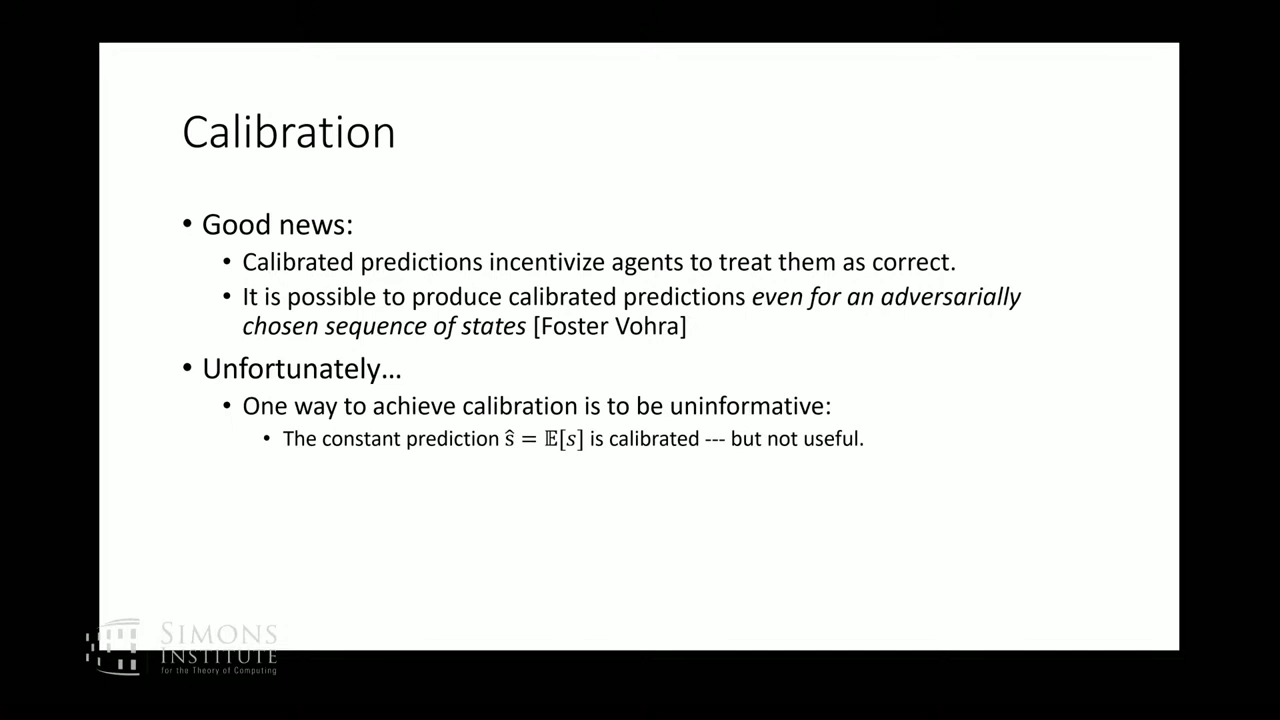 Calibration
• Good news:
• Calibrated predictions incentivize agents to treat them as correct.
• It is possible to produce calibrated predictions even for an adversarially
chosen sequence of states [Foster Vohra]
• Unfortunately…
• One way to achieve calibration is to be uninformative:
• The constant prediction ŝ = 𝔼[s] is calibrated --- but not useful.
SIMONS
INSTITUTE
for the Theory of Computing